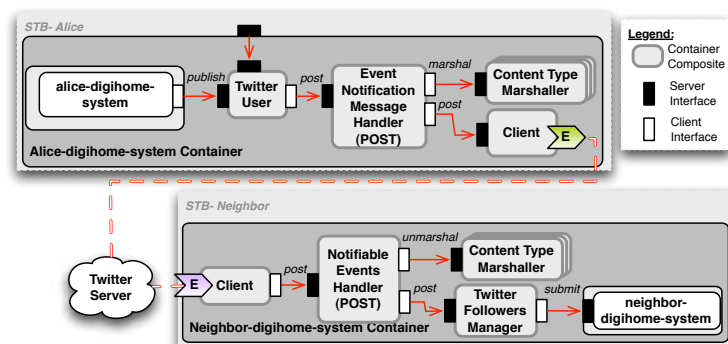 STB- Alice
alice-digihome-
system
publish
Twitter
User
post
Event
Notification
Message
Handler
(POST)
marshal
post
Content Type
Marshaller
Client
E
Alice-digihome-system Container
Legend:
Container
Composite
Server
Interface
Client
Interface
STB- Neighbor
Twitter
Server
E
Client
post
Notifiable
Events
Handler
(POST)
unmarshal
post
Content Type
Marshaller
Twitter
Followers
Manager
submit
neighbor-
digihome-system
Neighbor-digihome-system Container